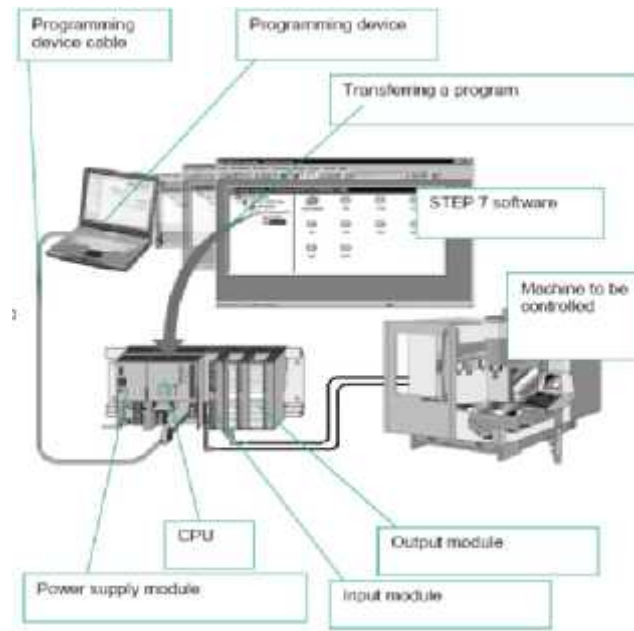 Programming
device cable
Programming device
Transferring a program
STEP 7 software
Machine to be
controlled
CPU
Output module
Power supply module
Input module